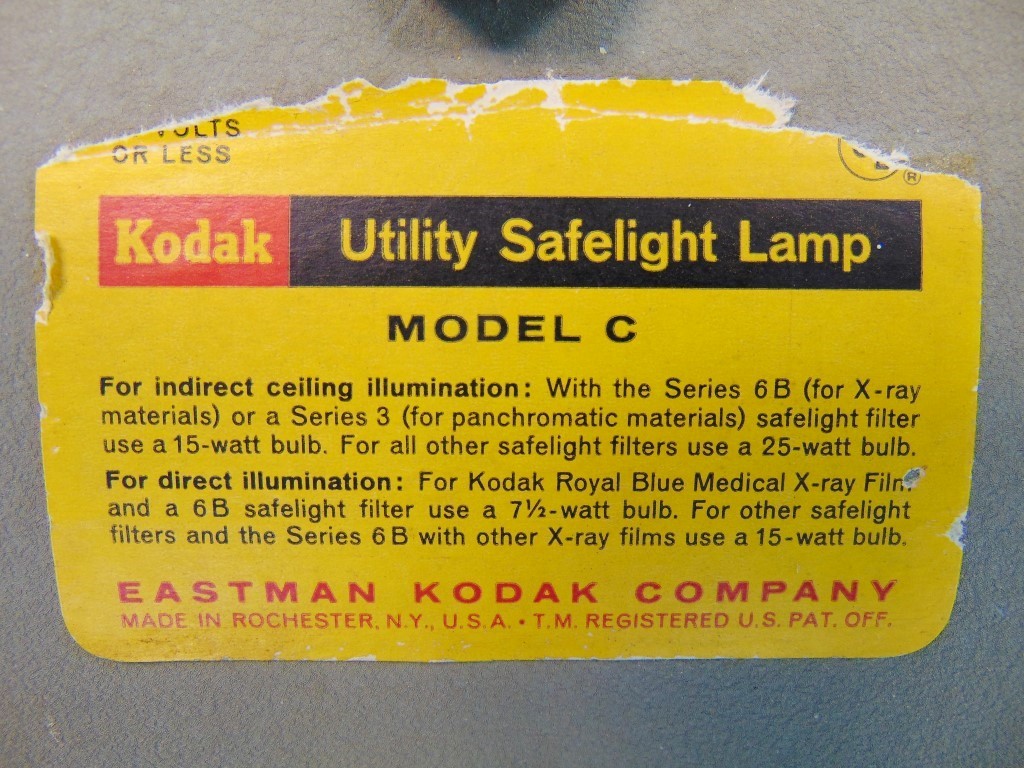 VOLTS
OR LESS
®
Kodak Utility Safelight Lamp
MODEL C
For indirect ceiling illumination: With the Series 6B (for X-ray
materials) or a Series 3 (for panchromatic materials) safelight filter
use a 15-watt bulb. For all other safelight filters use a 25-watt bulb.
For direct illumination: For Kodak Royal Blue Medical X-ray Film
and a 6B safelight filter use a 7½-watt bulb. For other safelight
filters and the Series 6B with other X-ray films use a 15-watt bulb.
EASTMAN KODAK COMPANY
MADE IN ROCHESTER, N.Y., U.S.A. • T.M. REGISTERED U.S. PAT. OFF.